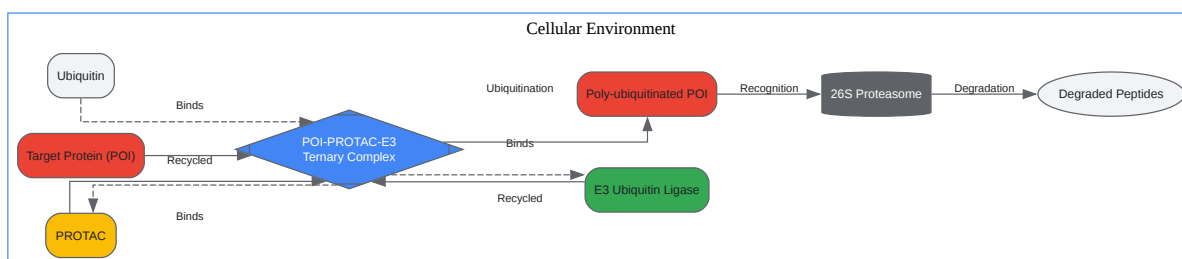 Cellular Environment
Ubiquitin
Binds
Ubiquitination
Poly-ubiquitinated POI
Recognition
26S Proteasome
Degradation
Degraded Peptides
Target Protein (POI)
Recycled
POI-PROTAC-E3
Ternary Complex
Binds
E3 Ubiquitin Ligase
Recycled
Binds
PROTAC